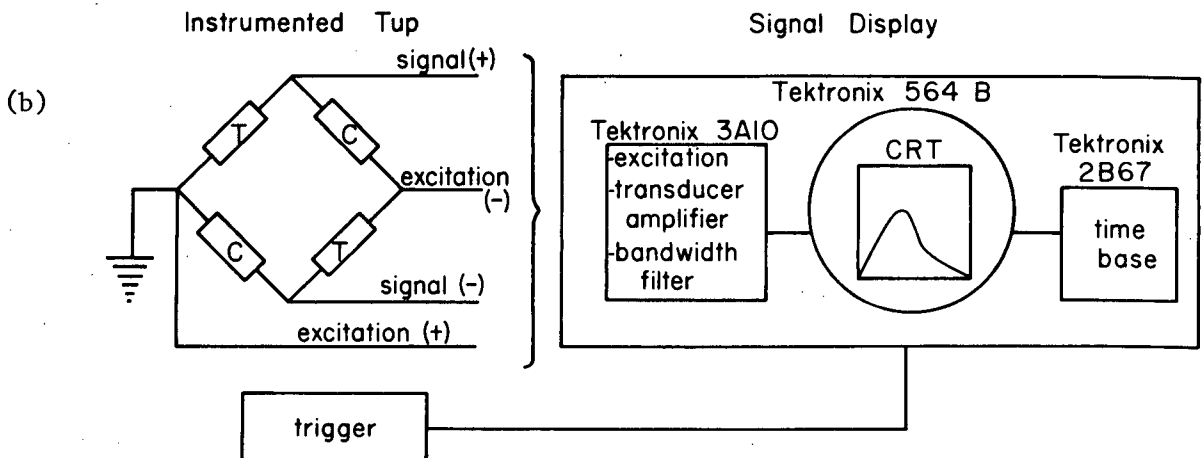 Instrumented Tup
Signal Display
(b)
signal(+)
T
C
excitation
(-)
C
T
signal (-)
excitation (+)
Tektronix 564 B
Tektronix 3A10
-excitation
-transducer
amplifier
-bandwidth
filter
CRT
Tektronix
2B67
time
base
trigger